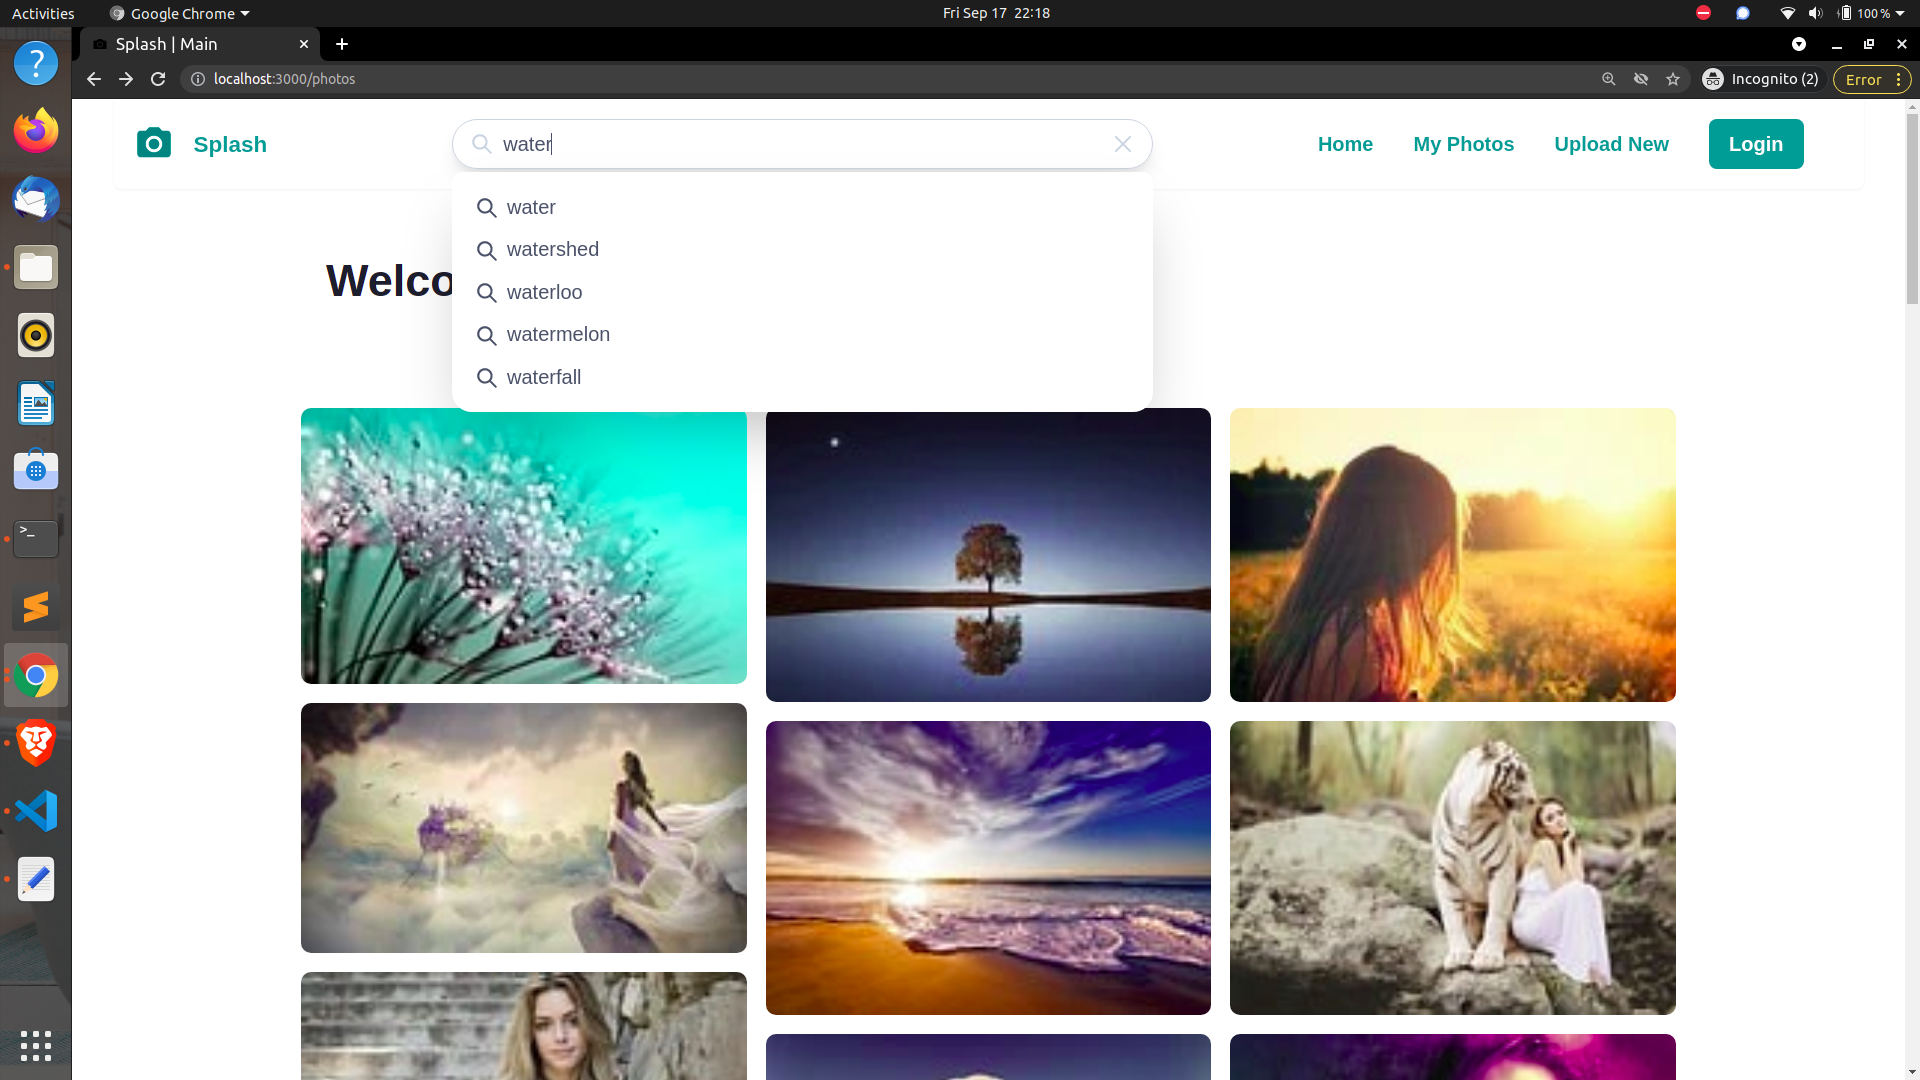 Activities Google Chrome Fri Sep 17 22:18 100 %
Splash | Main
localhost:3000/photos Incognito (2) Error
Splash water Home My Photos Upload New Login
water
watershed
Welco
waterloo
watermelon
waterfall